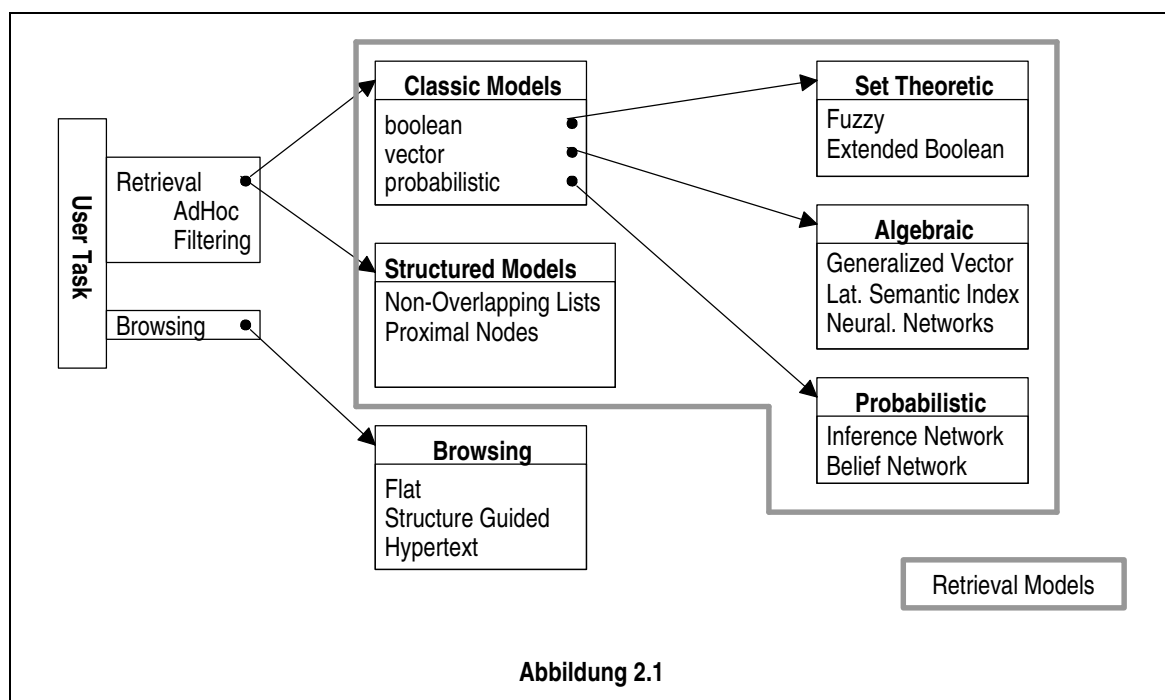 User Task
Retrieval
AdHoc
Filtering
Browsing
Classic Models
boolean
vector
probabilistic
Structured Models
Non-Overlapping Lists
Proximal Nodes
Browsing
Flat
Structure Guided
Hypertext
Set Theoretic
Fuzzy
Extended Boolean
Algebraic
Generalized Vector
Lat. Semantic Index
Neural. Networks
Probabilistic
Inference Network
Belief Network
Retrieval Models
Abbildung 2.1